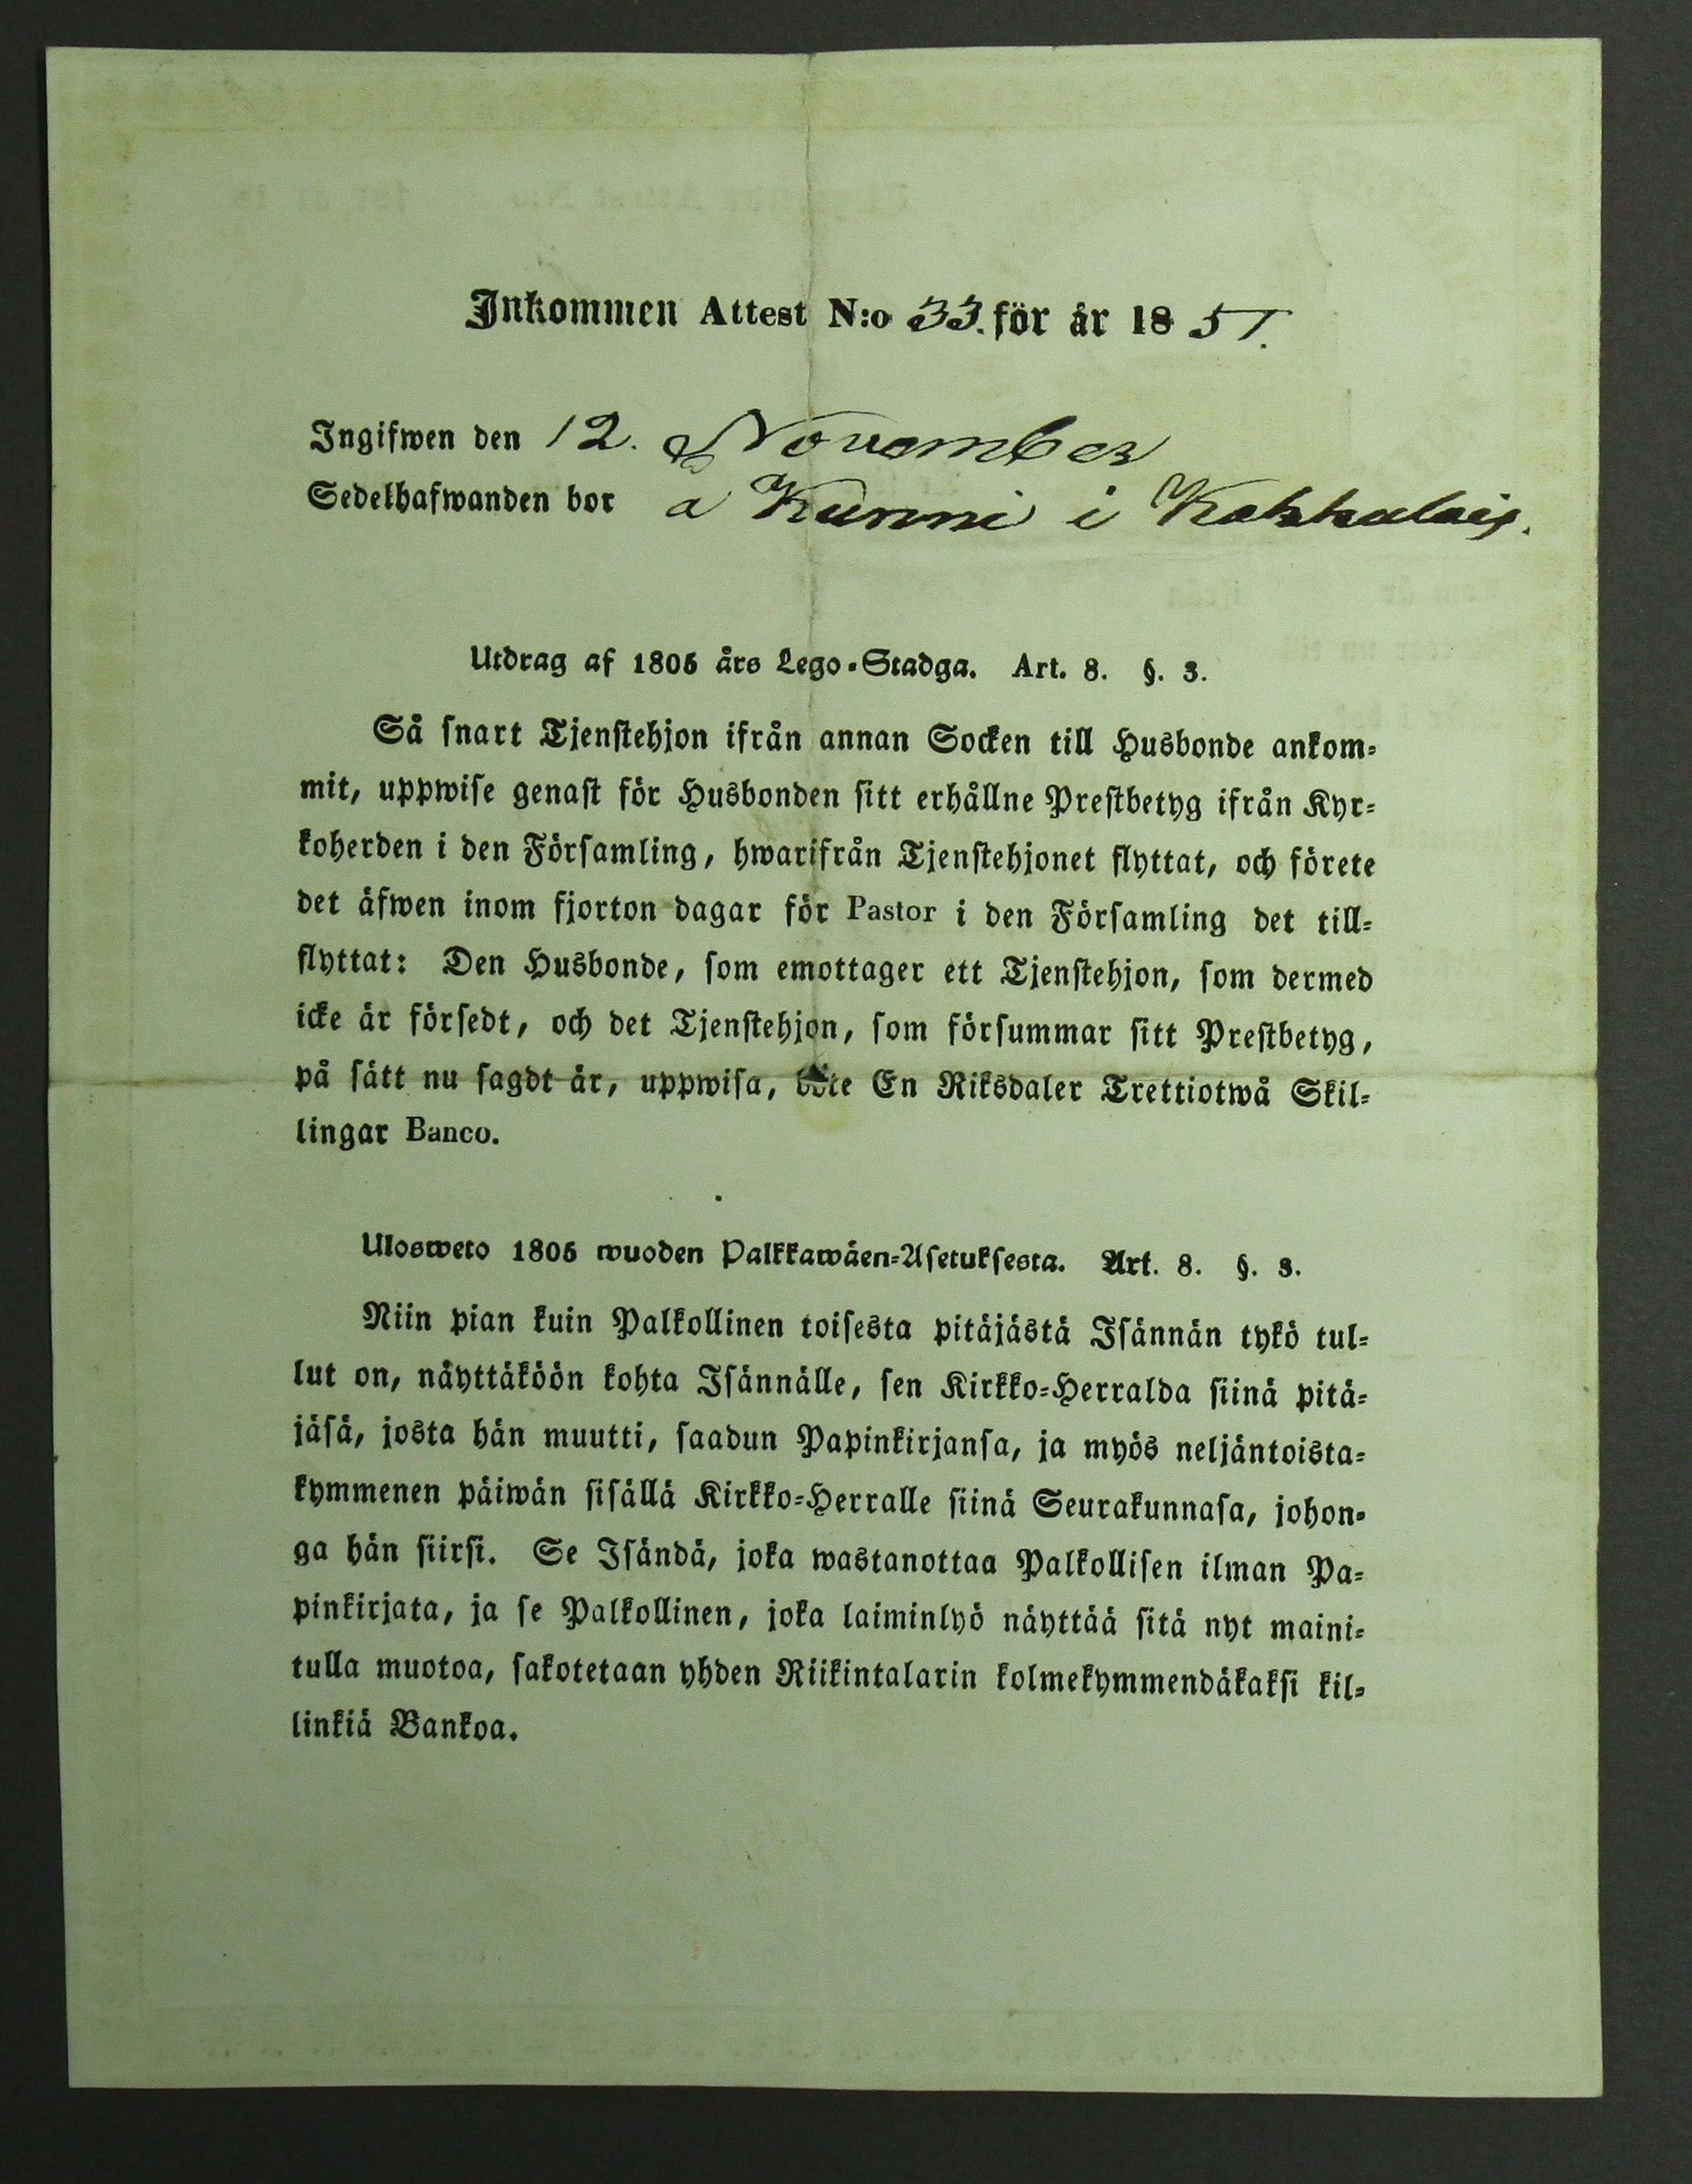 Inkommen Attest N:o 33. för år 1851.
Ingifwen den 12. November
Sedelhafwanden bor å Kunni i Kakkalais.
Utdrag af 1805 års Lego-Stadga. Art. 8. §. 3.
Så snart Tjenstehjon ifrån annan Socken till Husbonde ankom-
mit, uppwise genast för Husbonden sitt erhållne Prestbetyg ifrån Kyr-
koherden i den Församling, hwarifrån Tjenstehjonet flyttat, och förete
det äfwen inom fjorton dagar för Pastor i den Församling det till-
flyttat: Den Husbonde, som emottager ett Tjenstehjon, som dermed
icke är försedt, och det Tjenstehjon, som försummar sitt Prestbetyg,
på sätt nu sagdt är, uppwisa, böte En Riksdaler Trettiotwå Skil-
lingar Banco.
Ulosweto 1805 wuoden Palkkawäen-Asetuksesta. Art. 8. §. 3.
Niin pian kuin Palkollinen toisesta pitäjästä Isännän tykö tul-
lut on, näyttäköön kohta Isännälle, sen Kirkko-Herralda siinä pitä-
jäsä, josta hän muutti, saadun Papinkirjansa, ja myös neljäntoista-
kymmenen päiwän sisällä Kirkko-Herralle siinä Seurakunnasa, johon-
ga hän siirsi. Se Isändä, joka wastanottaa Palkollisen ilman Pa-
pinkirjata, ja se Palkollinen, joka laiminlyö näyttää sitä nyt maini-
tulla muotoa, sakotetaan yhden Riikintalarin kolmekymmendäkaksi kil-
linkiä Bankoa.